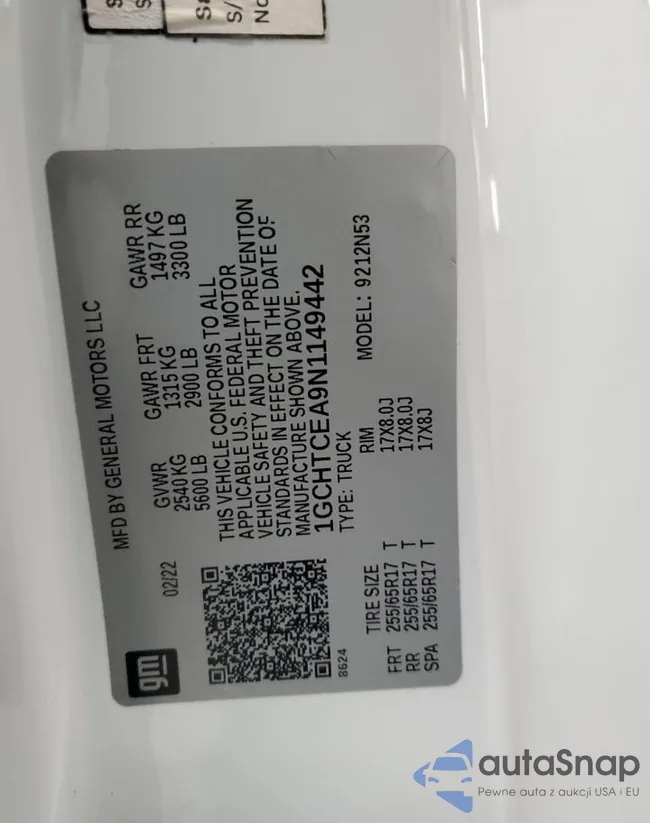 MFD BY GENERAL MOTORS LLC
02/22
GVWR GAWR FRT GAWR RR
2540 KG 1315 KG 1497 KG
5600 LB 2900 LB 3300 LB
THIS VEHICLE CONFORMS TO ALL
APPLICABLE U.S. FEDERAL MOTOR
VEHICLE SAFETY AND THEFT PREVENTION
STANDARDS IN EFFECT ON THE DATE OF
MANUFACTURE SHOWN ABOVE.
1GCHTCEA9N1149442
TYPE: TRUCK MODEL: 9212N53
gm
8624
TIRE SIZE RIM
FRT 255/65R17 T 17X8.0J
RR 255/65R17 T 17X8.0J
SPA 255/65R17 T 17X8J
S/
No
autaSnap
Pewne auta z aukcji USA i EU